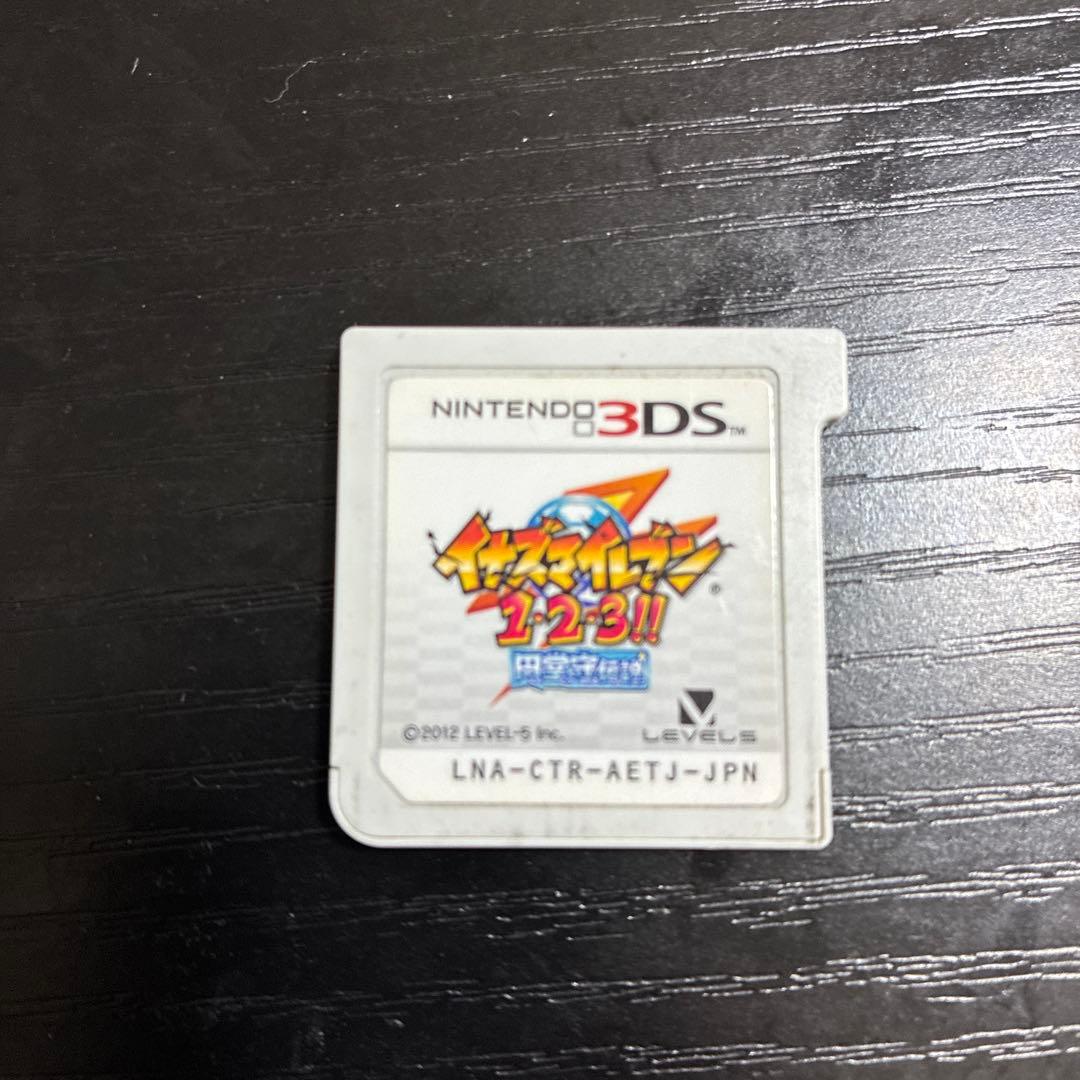 NINTENDO 3DS™
イナズマイレブン®
1・2・3!!
円堂守伝説
©2012 LEVEL-5 Inc.
LEVEL5
LNA-CTR-AETJ-JPN